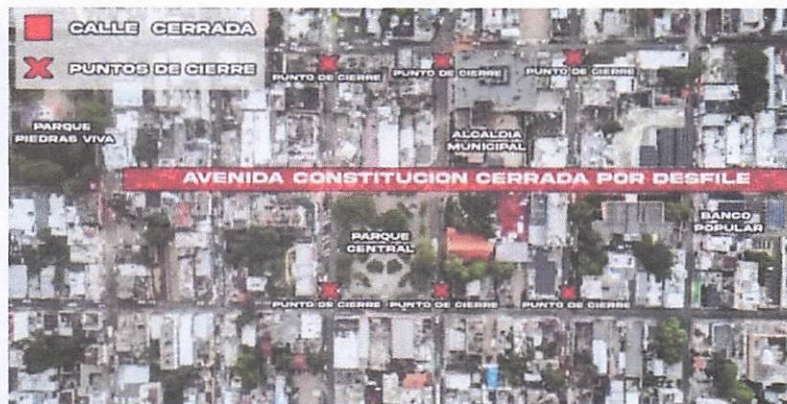 CALLE CERRADA
PUNTOS DE CIERRE
PUNTO DE CIERRE
PUNTO DE CIERRE
PUNTO DE CIERRE
PARQUE
PIEDRAS VIVA
ALCALDIA
MUNICIPAL
AVENIDA CONSTITUCION CERRADA POR DESFILE
PARQUE
CENTRAL
BANCO
POPULAR
PUNTO DE CIERRE
PUNTO DE CIERRE
PUNTO DE CIERRE